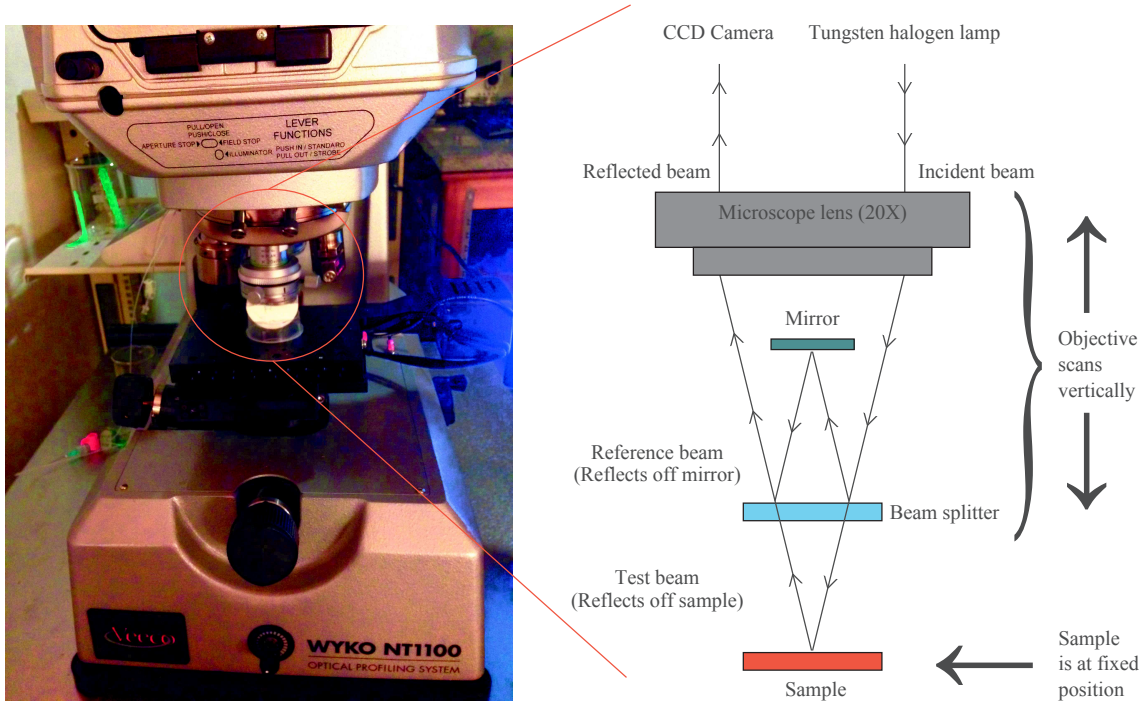 PULL/OPEN
PUSH/CLOSE
APERTURE STOP
FIELD STOP
ILLUMINATOR
LEVER
FUNCTIONS
PUSH IN / STANDARD
PULL OUT / STROBE
Veeco
WYKO NT1100
OPTICAL PROFILING SYSTEM
CCD Camera
Tungsten halogen lamp
Reflected beam
Incident beam
Microscope lens (20X)
Mirror
Objective
scans
vertically
Reference beam
(Reflects off mirror)
Beam splitter
Test beam
(Reflects off sample)
Sample
Sample
is at fixed
position